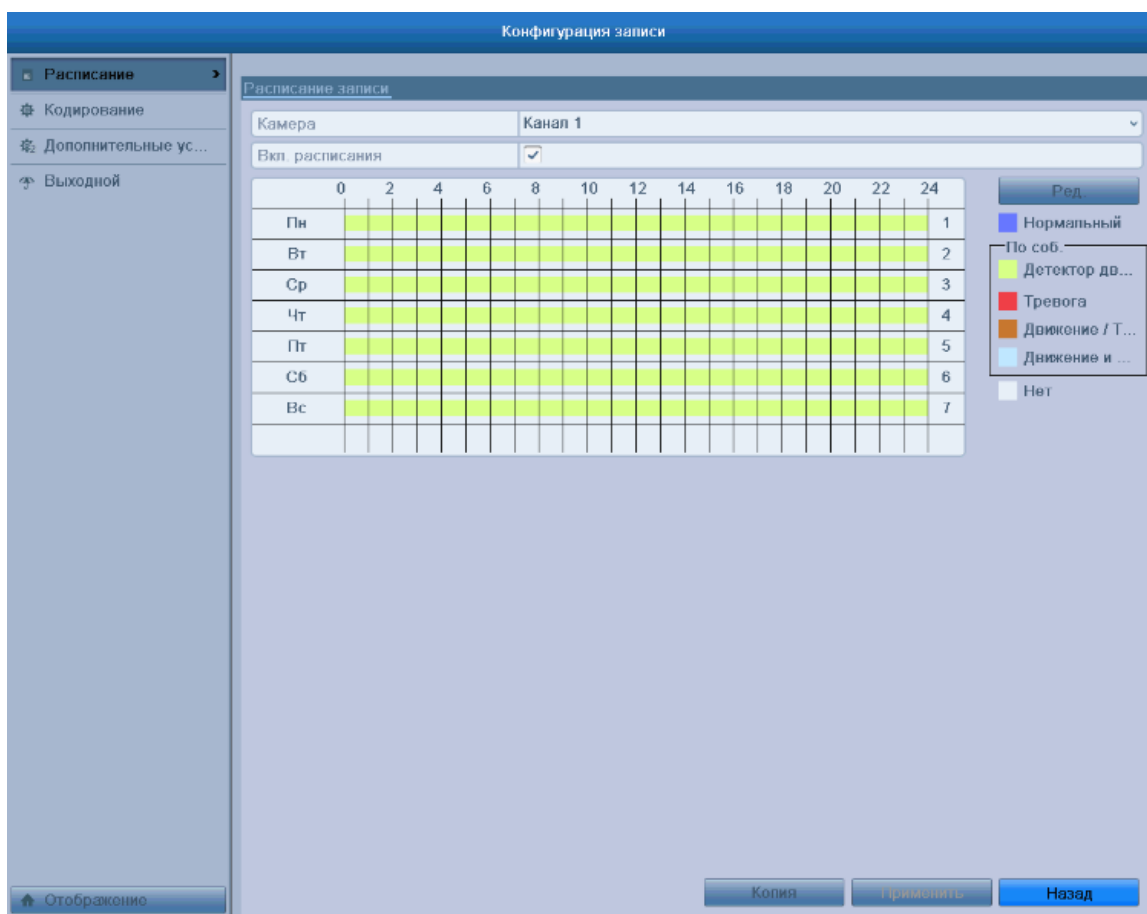 Конфигурация записи
Расписание
Кодирование
Дополнительные ус...
Выходной
Отображение
Расписание записи
Камера Канал 1
Вкл. расписания
0 2 4 6 8 10 12 14 16 18 20 22 24
Пн 1
Вт 2
Ср 3
Чт 4
Пт 5
Сб 6
Вс 7
Ред.
Нормальный
По соб.
Детектор дв...
Тревога
Движение / Т...
Движение и ...
Нет
Копия Применить Назад